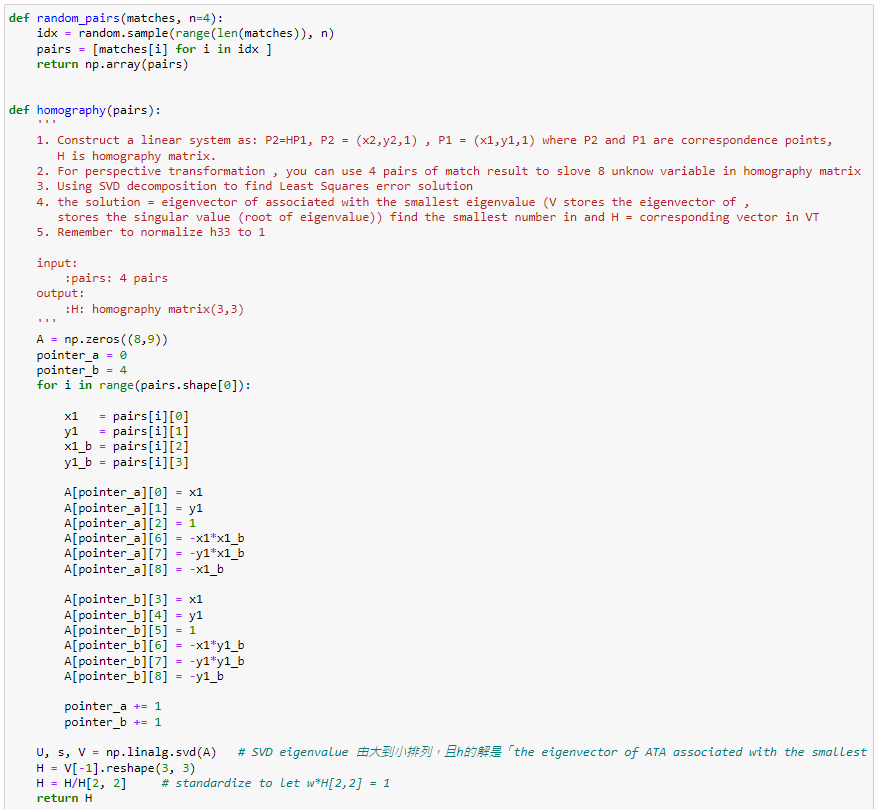 def random_pairs(matches, n=4):
    idx = random.sample(range(len(matches)), n)
    pairs = [matches[i] for i in idx ]
    return np.array(pairs)
def homography(pairs):
    '''
    1. Construct a linear system as: P2=HP1, P2 = (x2,y2,1) , P1 = (x1,y1,1) where P2 and P1 are correspondence points,
       H is homography matrix.
    2. For perspective transformation , you can use 4 pairs of match result to slove 8 unknow variable in homography matrix
    3. Using SVD decomposition to find Least Squares error solution
    4. the solution = eigenvector of associated with the smallest eigenvalue (V stores the eigenvector of ,
       stores the singular value (root of eigenvalue)) find the smallest number in and H = corresponding vector in VT
    5. Remember to normalize h33 to 1
    input:
        :pairs: 4 pairs
    output:
        :H: homography matrix(3,3)
    '''
    A = np.zeros((8,9))
    pointer_a = 0
    pointer_b = 4
    for i in range(pairs.shape[0]):
        x1   = pairs[i][0]
        y1   = pairs[i][1]
        x1_b = pairs[i][2]
        y1_b = pairs[i][3]
        A[pointer_a][0] = x1
        A[pointer_a][1] = y1
        A[pointer_a][2] = 1
        A[pointer_a][6] = -x1*x1_b
        A[pointer_a][7] = -y1*x1_b
        A[pointer_a][8] = -x1_b
        A[pointer_b][3] = x1
        A[pointer_b][4] = y1
        A[pointer_b][5] = 1
        A[pointer_b][6] = -x1*y1_b
        A[pointer_b][7] = -y1*y1_b
        A[pointer_b][8] = -y1_b
        pointer_a += 1
        pointer_b += 1
    U, s, V = np.linalg.svd(A)   # SVD eigenvalue 由大到小排列，且h的解是「the eigenvector of ATA associated with the smallest
    H = V[-1].reshape(3, 3)
    H = H/H[2, 2]     # standardize to let w*H[2,2] = 1
    return H